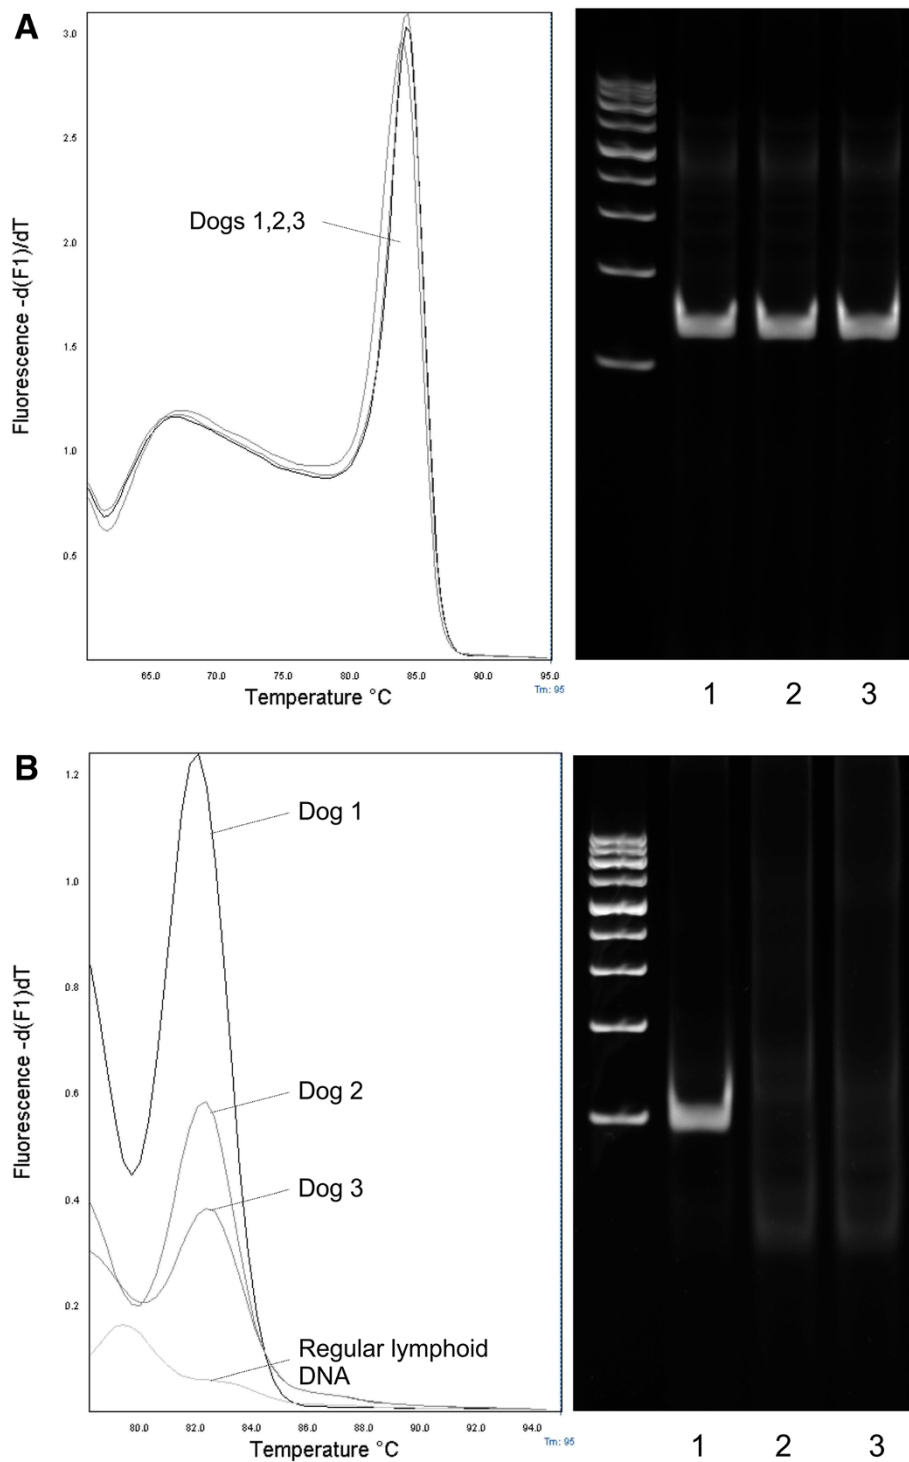 A
Fluorescence -d(F1)/dT
3.0
2.5
2.0
1.5
1.0
0.5
Dogs 1,2,3
65.0 70.0 75.0 80.0 85.0 90.0 95.0
Temperature °C
Tm: 95
1 2 3
B
Fluorescence -d(F1)dT
1.2
1.0
0.8
0.6
0.4
0.2
Dog 1
Dog 2
Dog 3
Regular lymphoid
DNA
80.0 82.0 84.0 86.0 88.0 90.0 92.0 94.0
Temperature °C
Tm: 95
1 2 3